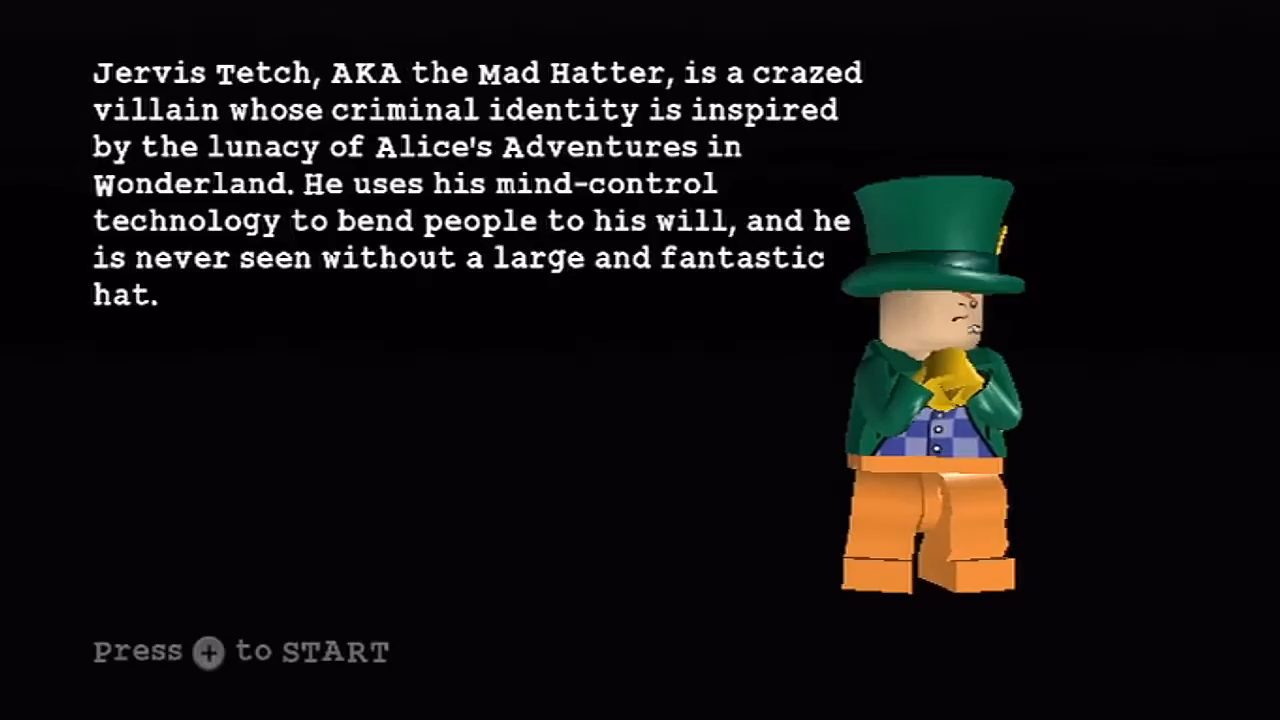 Jervis Tetch, AKA the Mad Hatter, is a crazed
villain whose criminal identity is inspired
by the lunacy of Alice's Adventures in
Wonderland. He uses his mind-control
technology to bend people to his will, and he
is never seen without a large and fantastic
hat.
Press + to START